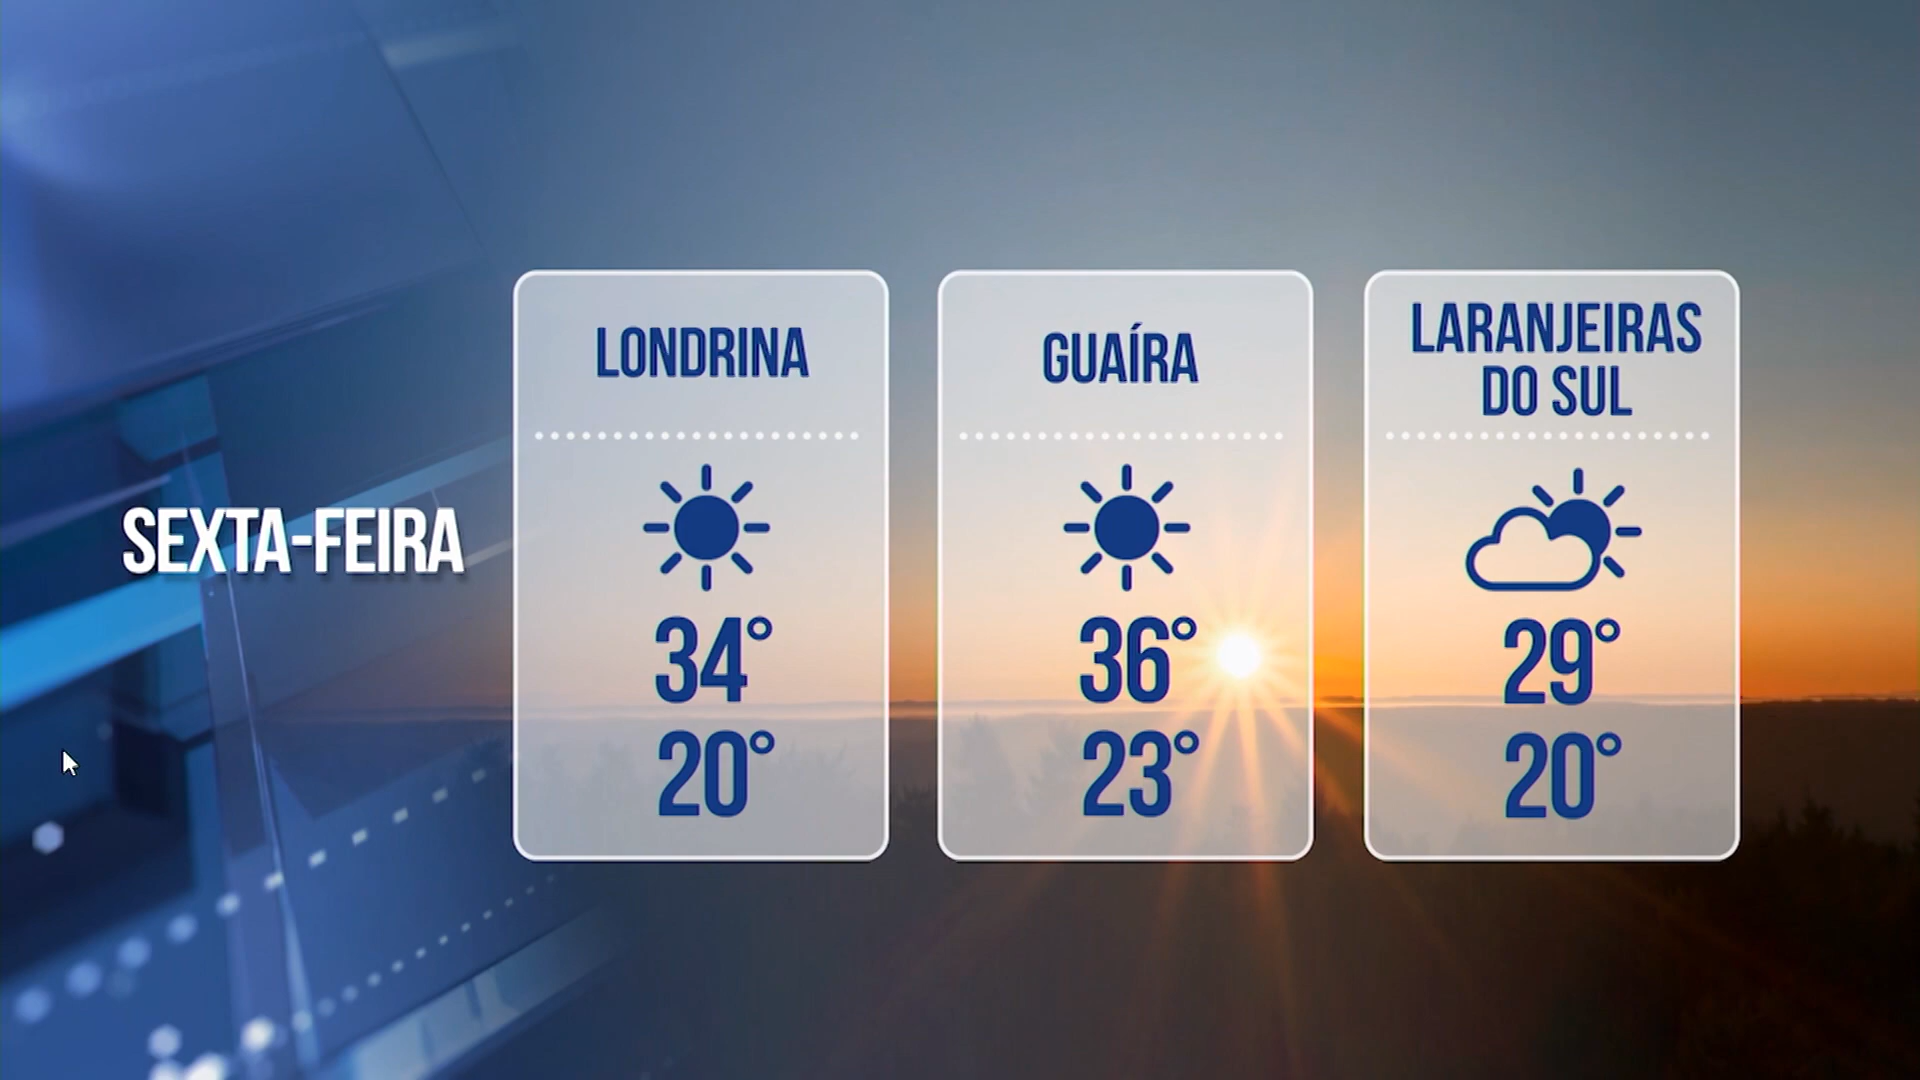 SEXTA-FEIRA
LONDRINA
34°
20°
GUAÍRA
36°
23°
LARANJEIRAS
DO SUL
29°
20°